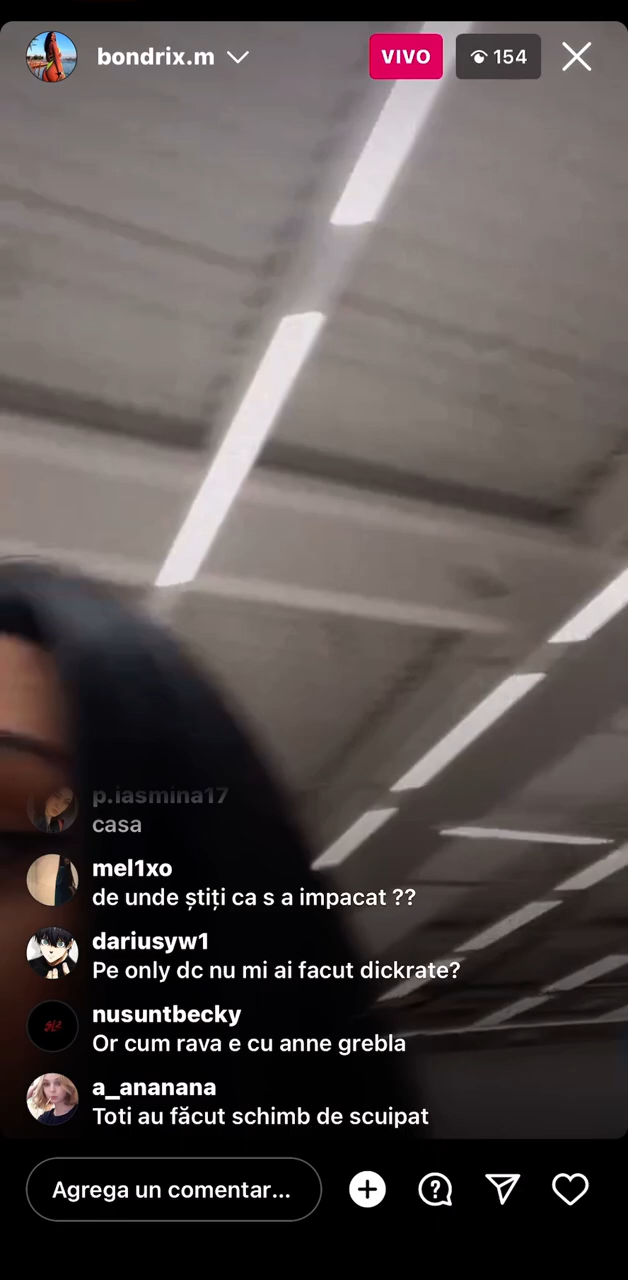 bondrix.m
VIVO
154
p.iasmina17
casa
mel1xo
de unde știți ca s a impacat ??
dariusyw1
Pe only dc nu mi ai facut dickrate?
nusuntbecky
Or cum rava e cu anne grebla
a_ananana
Toti au făcut schimb de scuipat
Agrega un comentar...